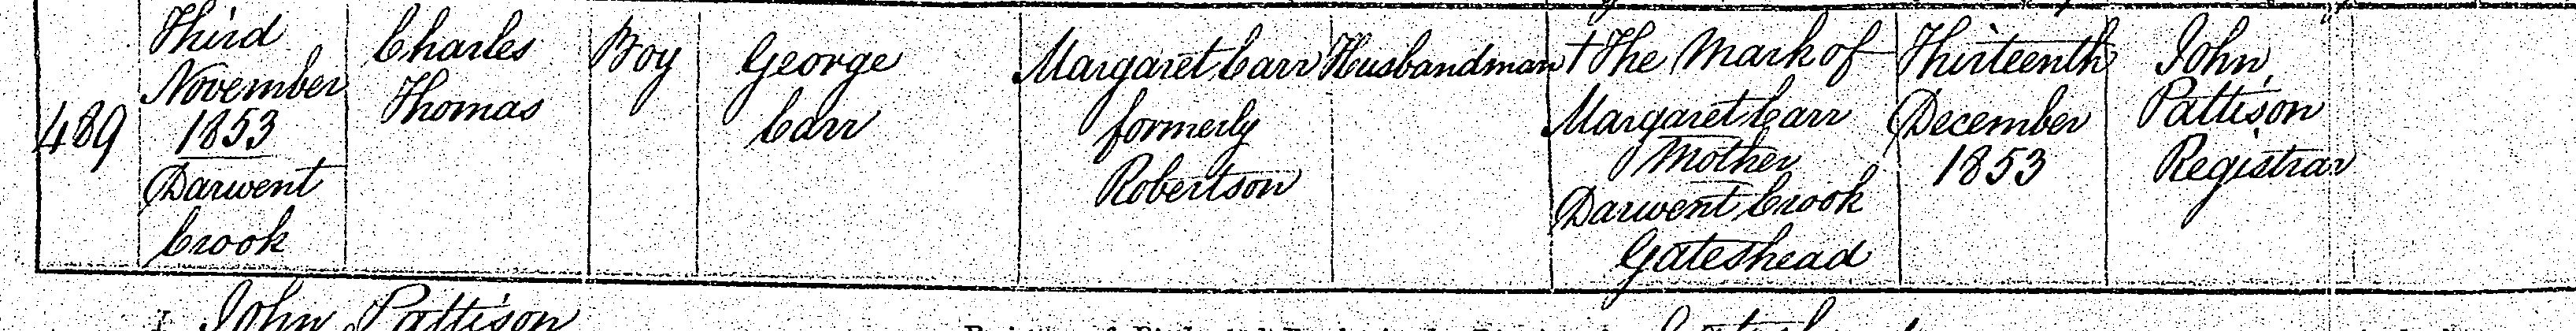 489
Third
November
1853
Darwent
Crook
Charles
Thomas
Boy
George
Carr
Margaret Carr
formerly
Robertson
Husbandman
+ The Mark of
Margaret Carr
Mother
Darwent Crook
Gateshead
Thirteenth
December
1853
John
Pattison
Registrar
John Pattison